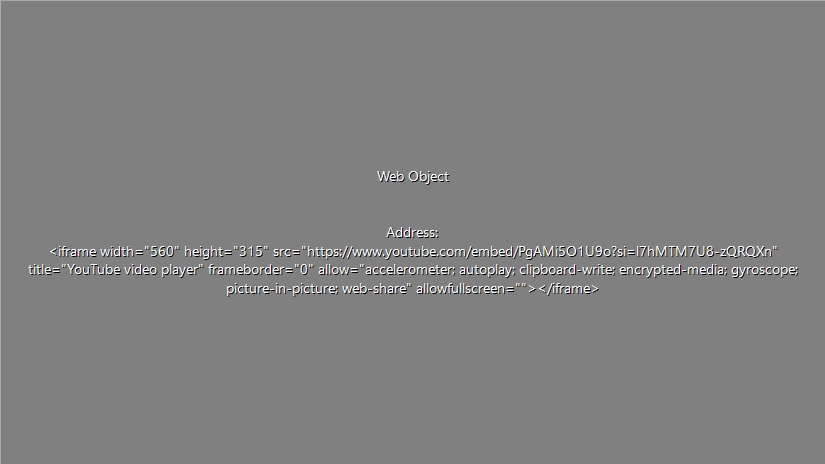 Web Object
Address:
<iframe width="560" height="315" src="https://www.youtube.com/embed/PgAMi5O1U9o?si=I7hMTM7U8-zQRQXn"
title="YouTube video player" frameborder="0" allow="accelerometer; autoplay; clipboard-write; encrypted-media; gyroscope;
picture-in-picture; web-share" allowfullscreen=""></iframe>